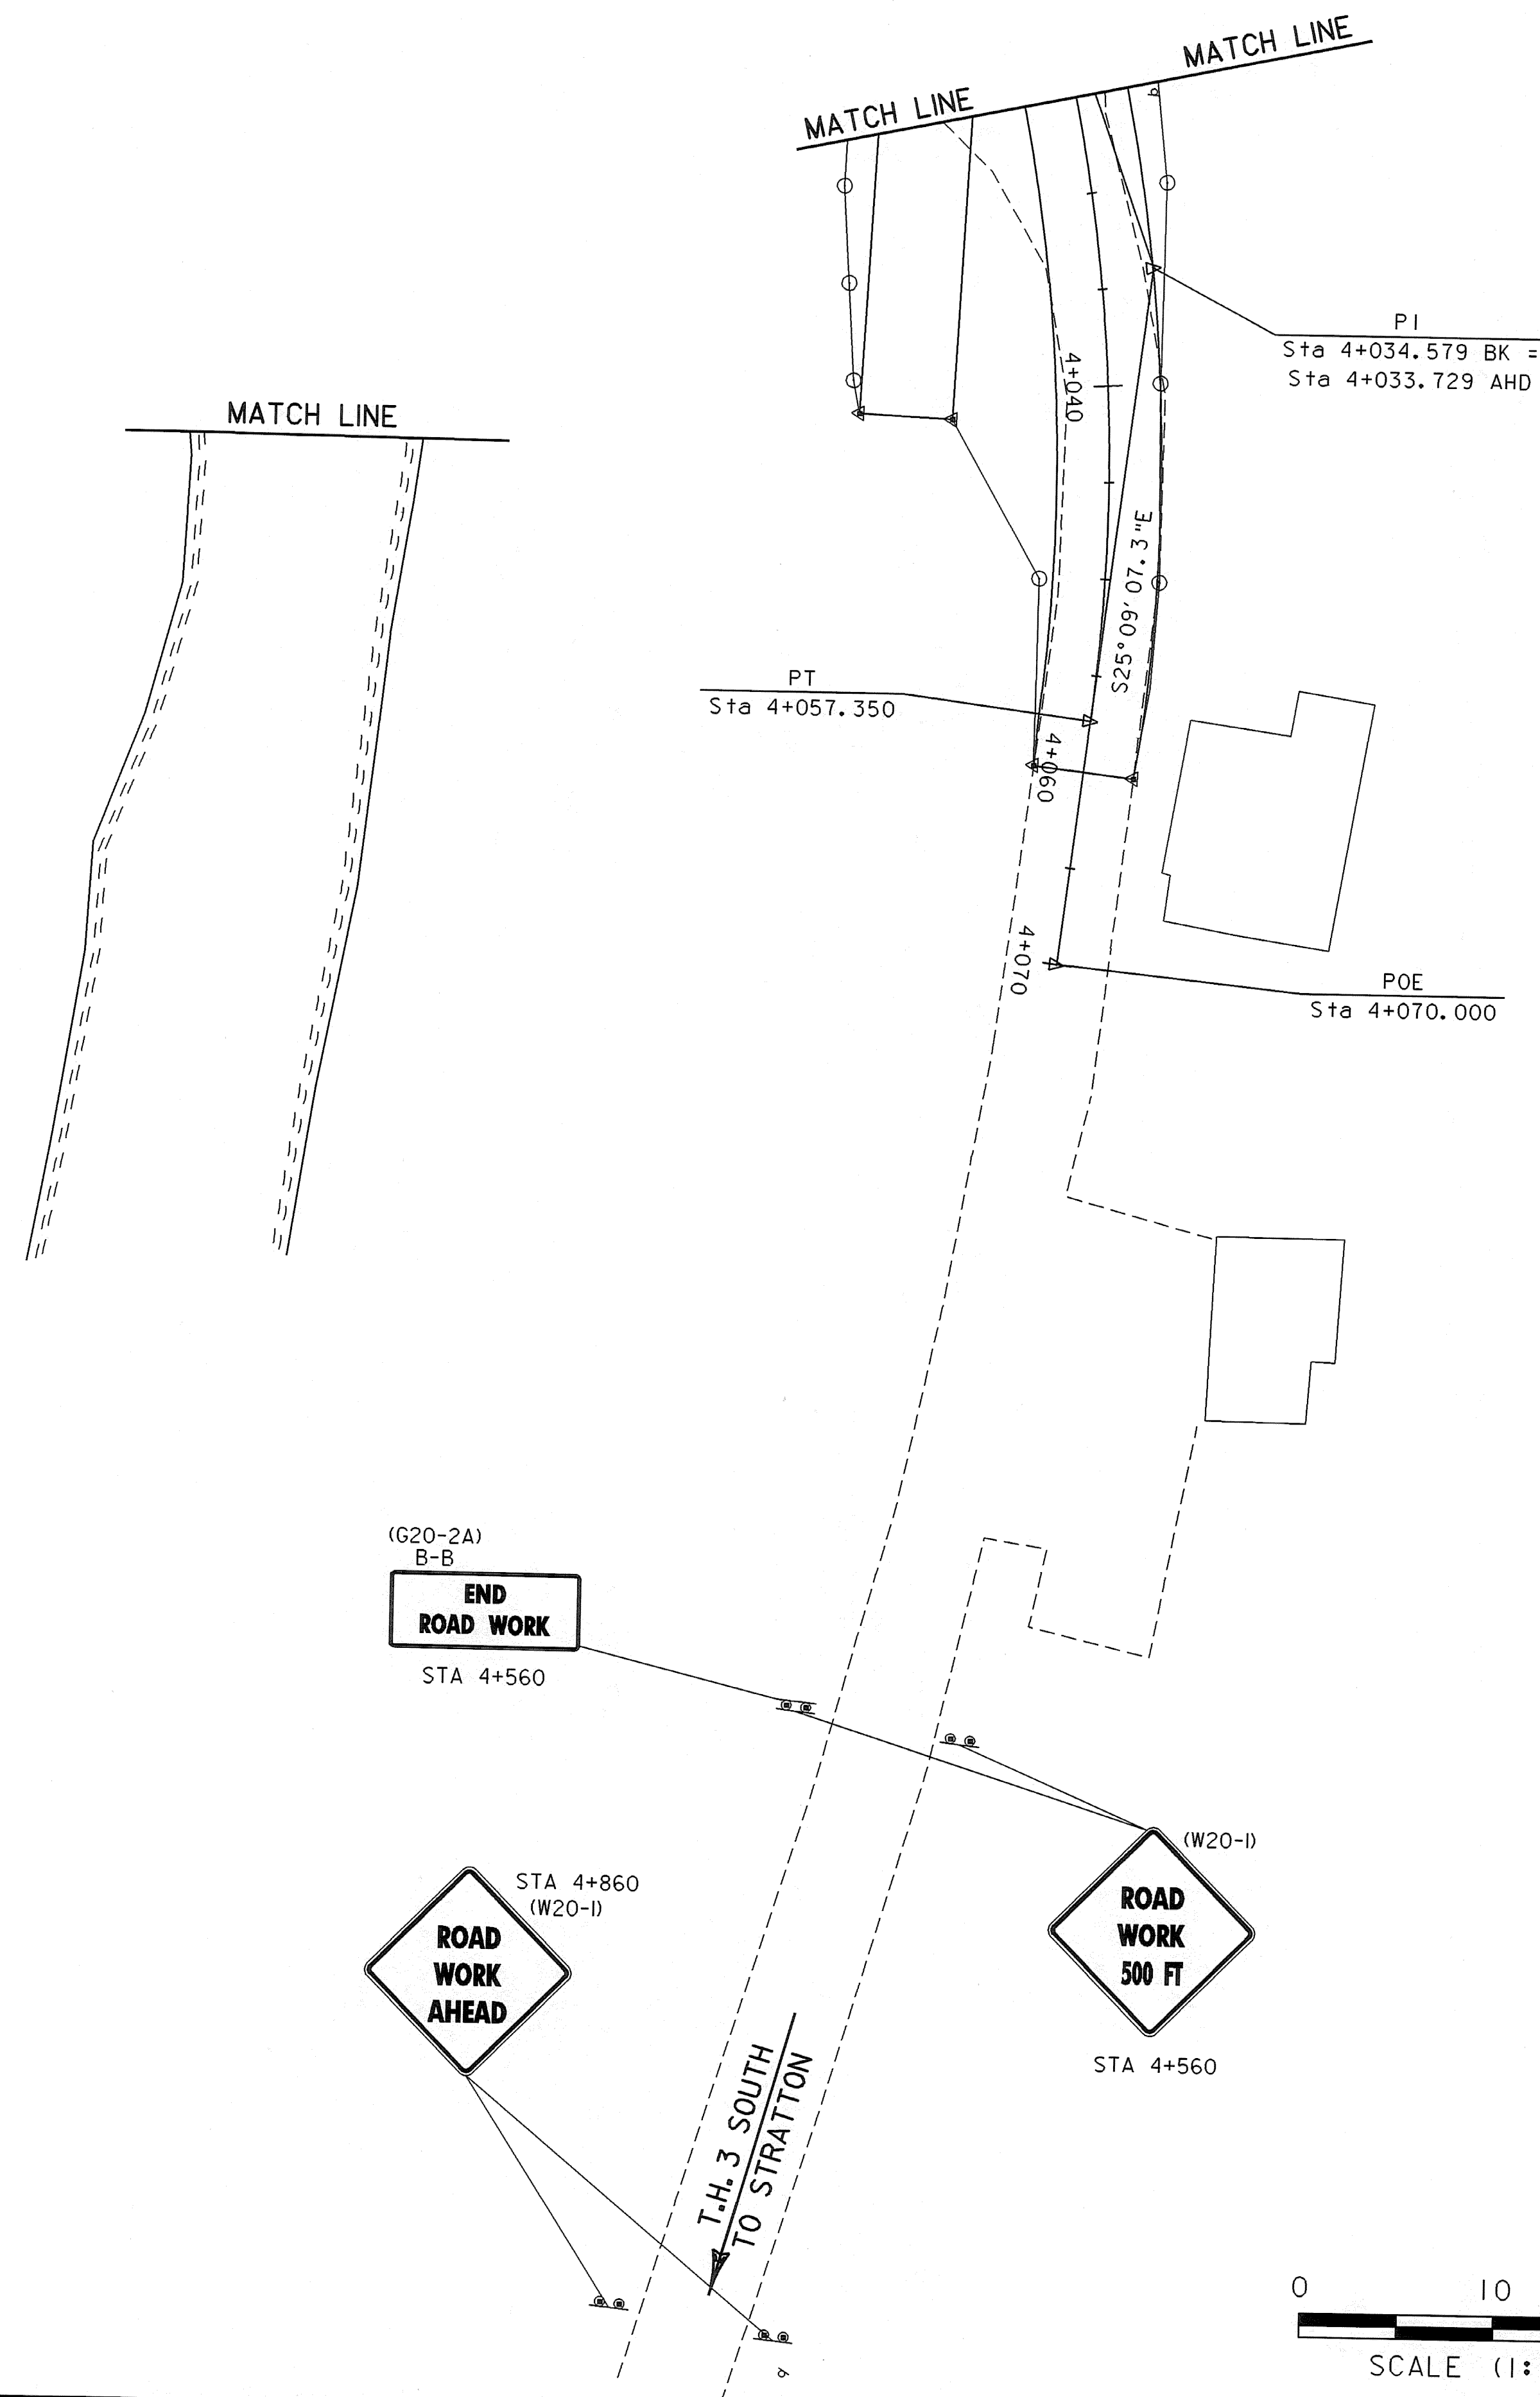 MATCH LINE
MATCH LINE
PI
Sta 4+034.579 BK =
Sta 4+033.729 AHD
4+040
MATCH LINE
S25°09'07.3"E
PT
Sta 4+057.350
4+060
4+070
POE
Sta 4+070.000
(G20-2A)
B-B
END
ROAD WORK
STA 4+560
(W20-1)
ROAD
WORK
500 FT
STA 4+560
STA 4+860
(W20-1)
ROAD
WORK
AHEAD
T.H. 3 SOUTH
TO STRATTON
0 10
SCALE (1: